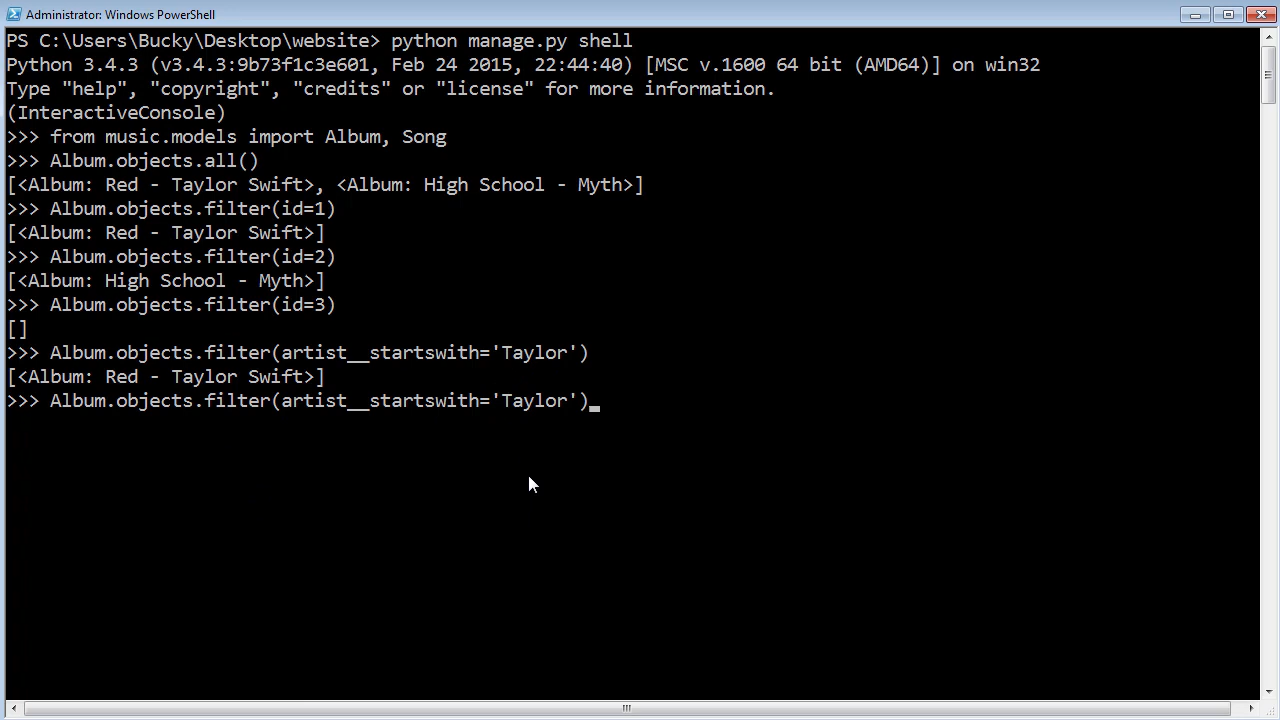 Administrator: Windows PowerShell
PS C:\Users\Bucky\Desktop\website> python manage.py shell
Python 3.4.3 (v3.4.3:9b73f1c3e601, Feb 24 2015, 22:44:40) [MSC v.1600 64 bit (AMD64)] on win32
Type "help", "copyright", "credits" or "license" for more information.
(InteractiveConsole)
>>> from music.models import Album, Song
>>> Album.objects.all()
[<Album: Red - Taylor Swift>, <Album: High School - Myth>]
>>> Album.objects.filter(id=1)
[<Album: Red - Taylor Swift>]
>>> Album.objects.filter(id=2)
[<Album: High School - Myth>]
>>> Album.objects.filter(id=3)
[]
>>> Album.objects.filter(artist__startswith='Taylor')
[<Album: Red - Taylor Swift>]
>>> Album.objects.filter(artist__startswith='Taylor')